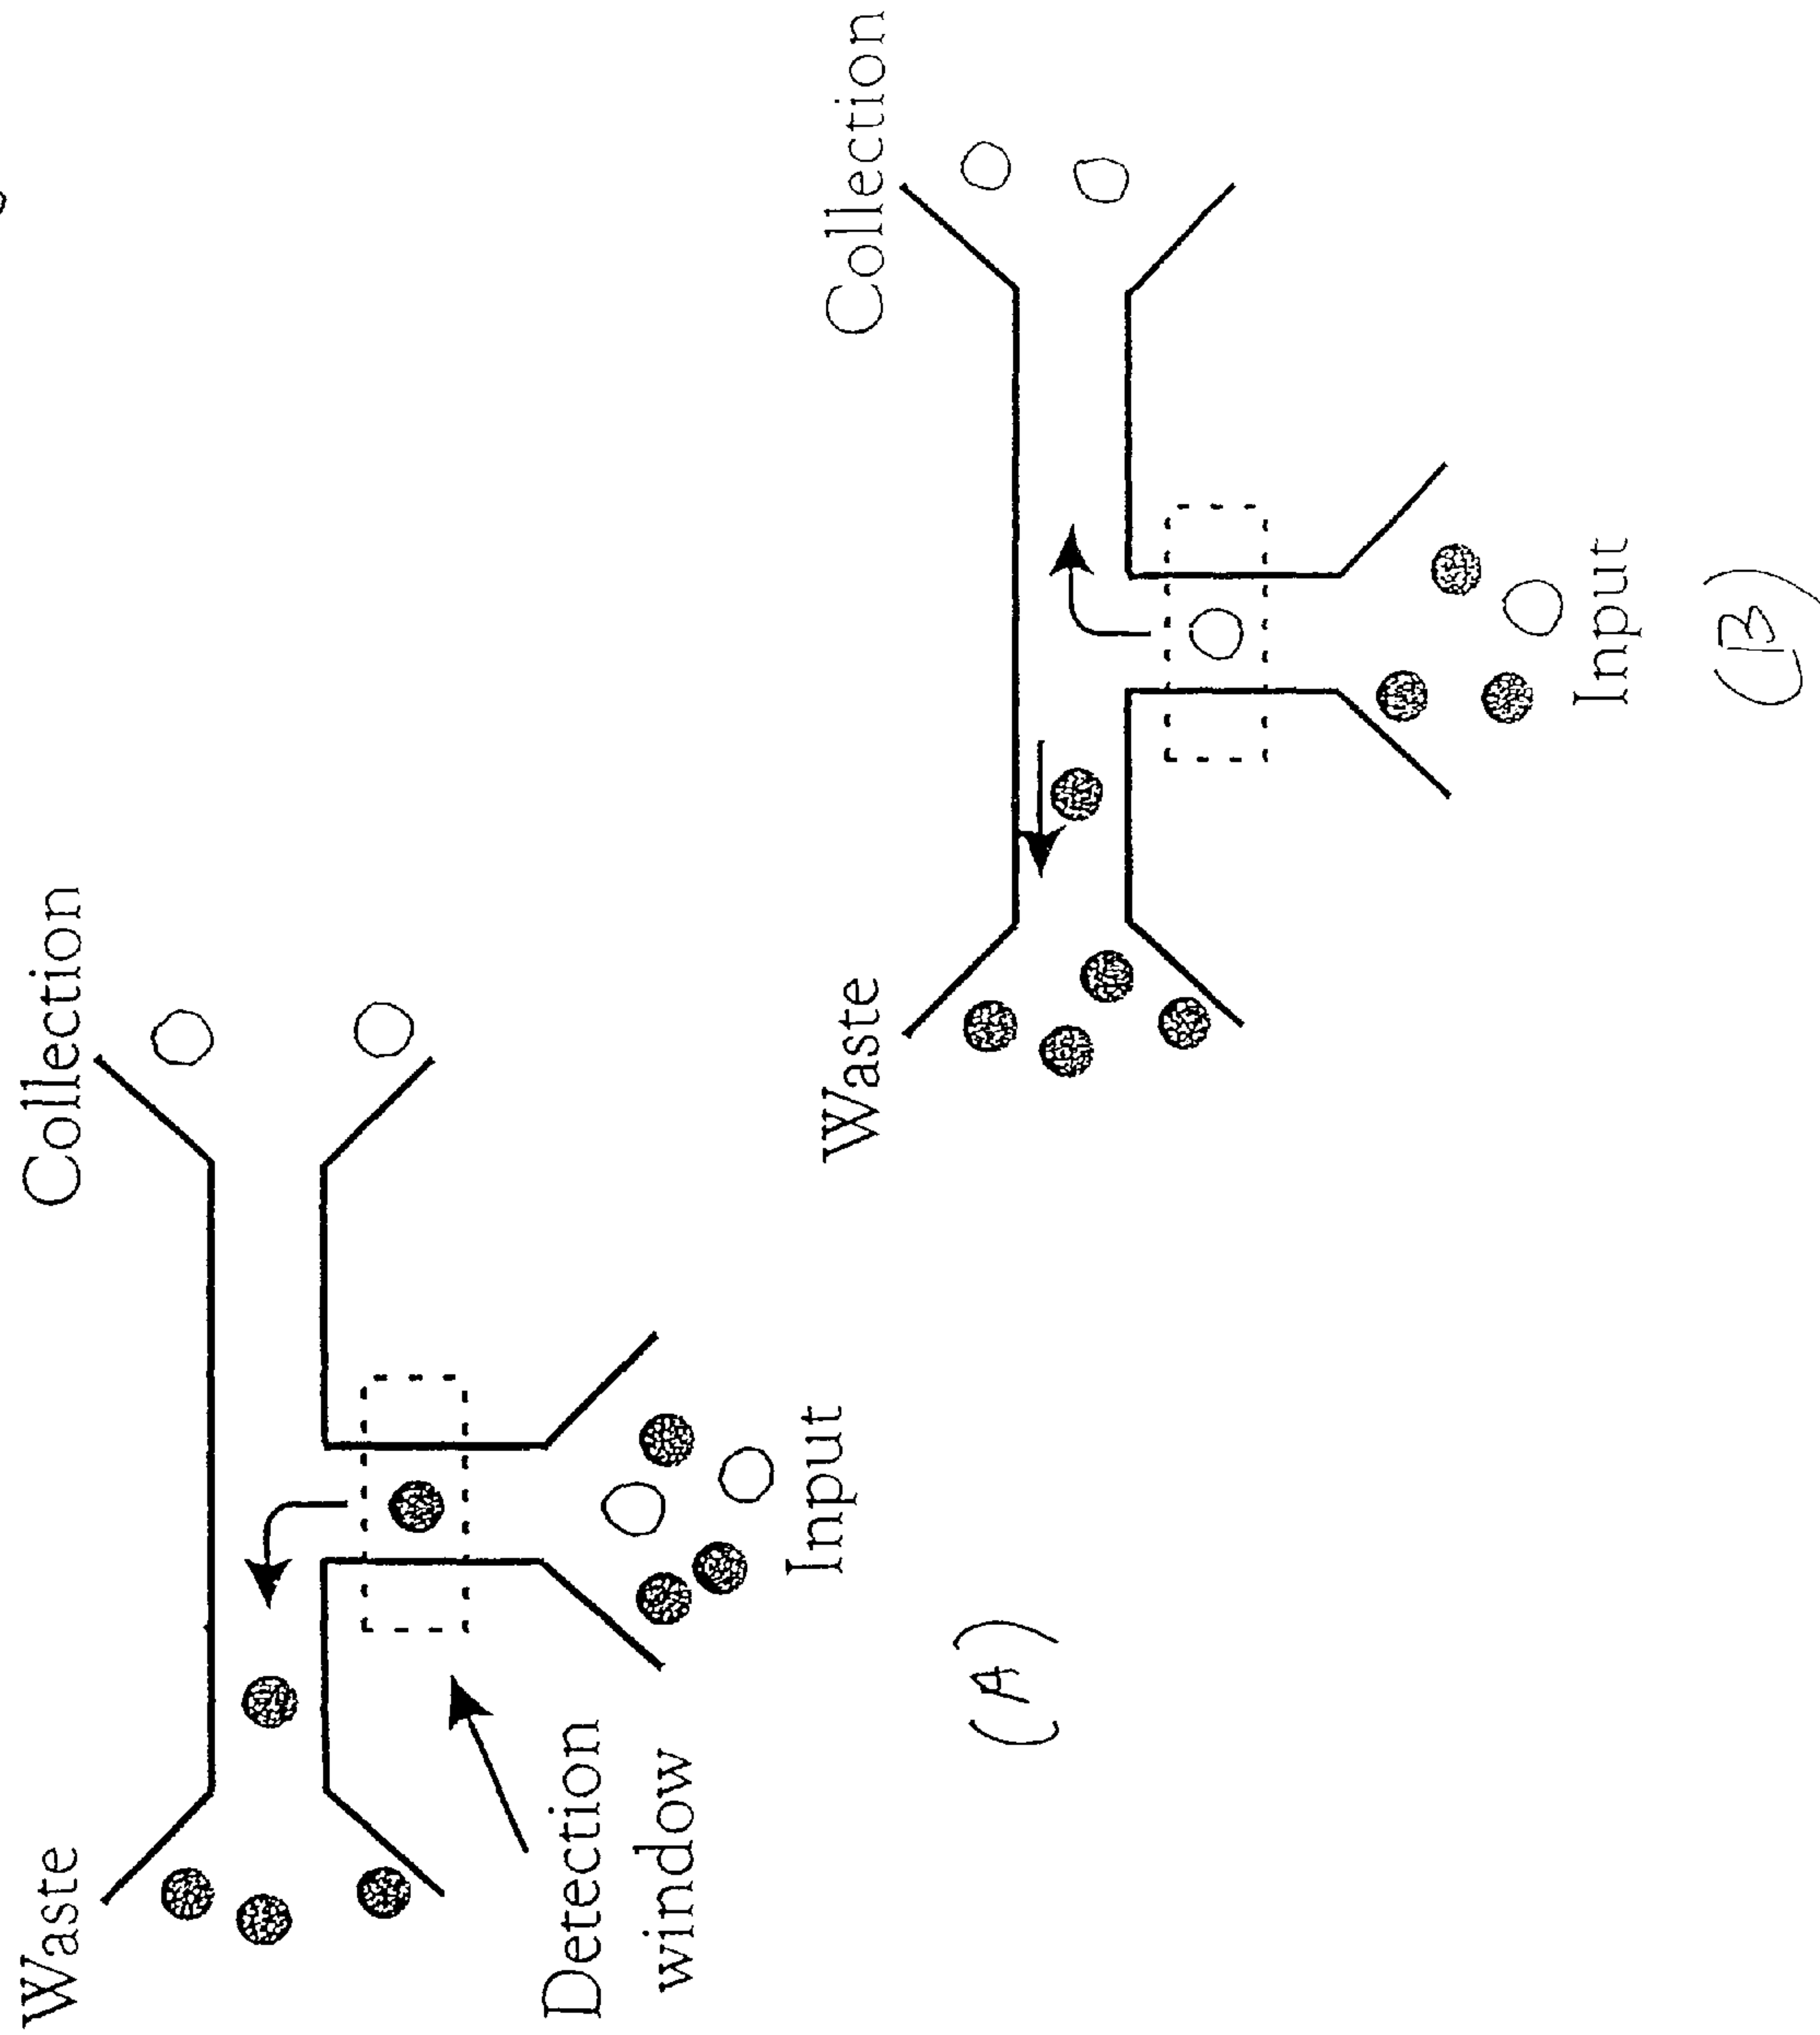 Waste
Collection
Detection
window
Input
(A)
Waste
Collection
Input
(B)